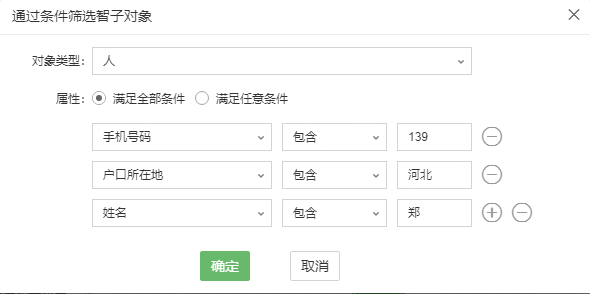 通过条件筛选智子对象
对象类型： 人
属性： 满足全部条件 满足任意条件
手机号码 包含 139
户口所在地 包含 河北
姓名 包含 郑
确定 取消